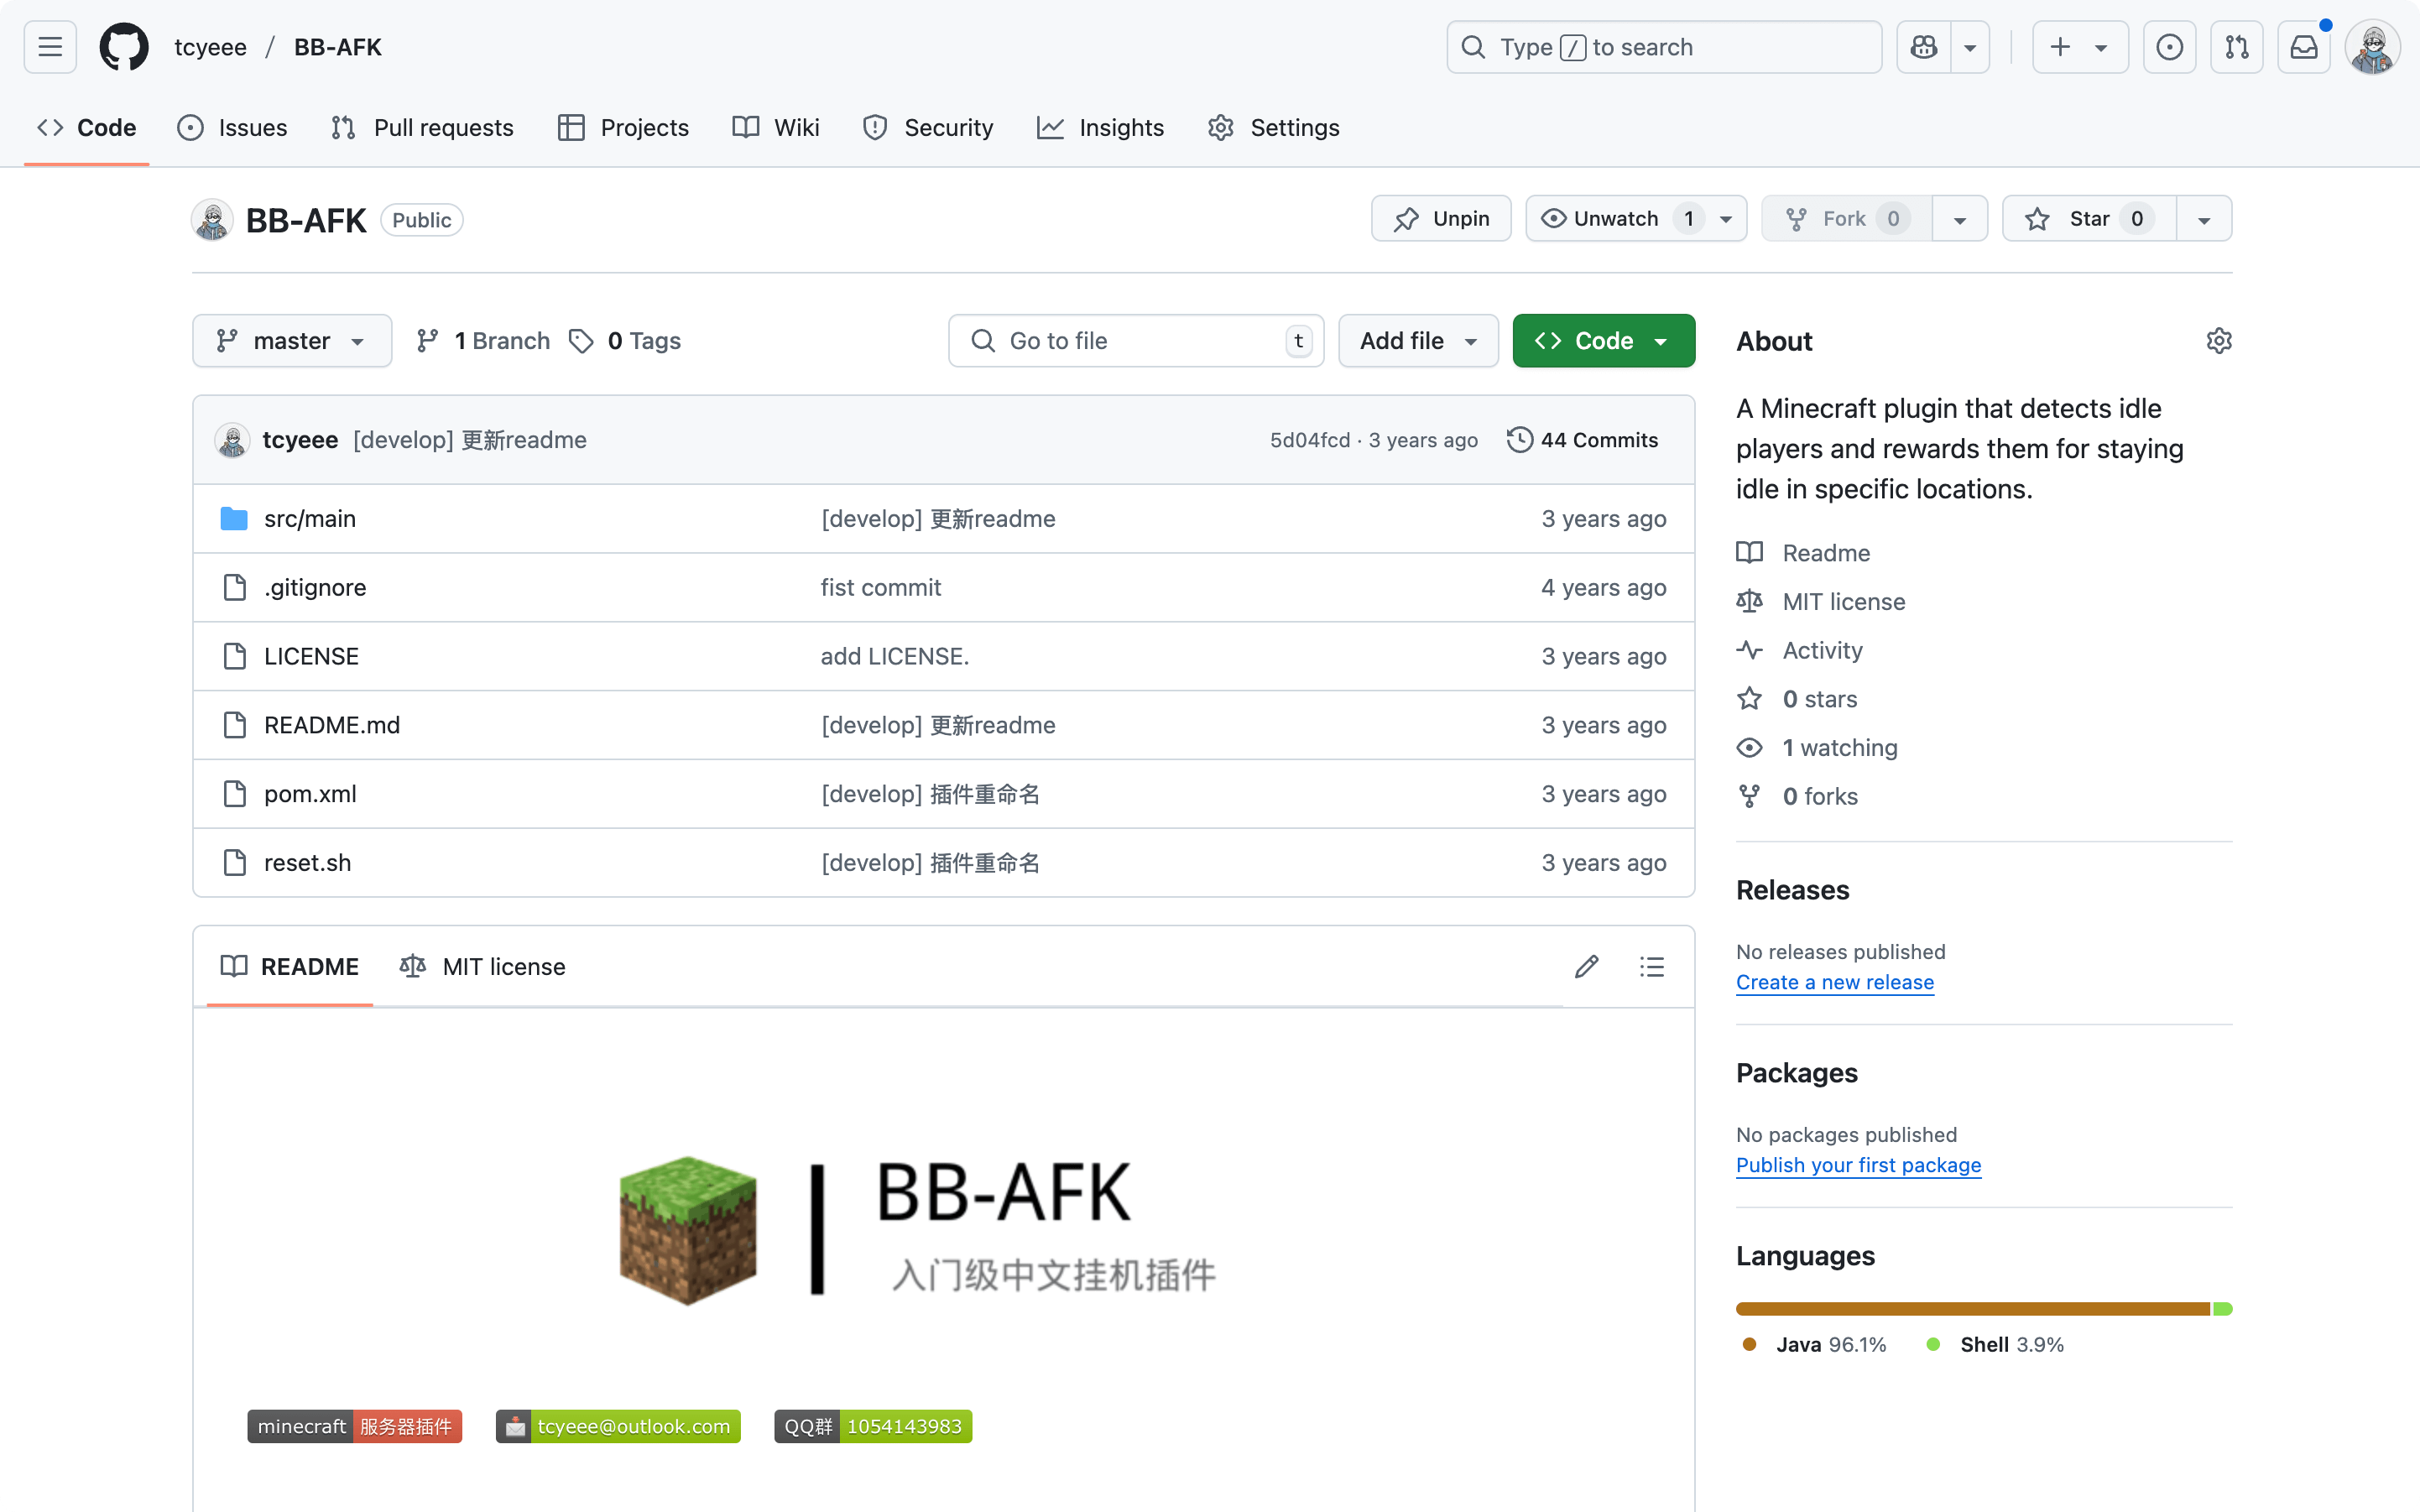 tcyeee / BB-AFK
Type / to search
Code
Issues
Pull requests
Projects
Wiki
Security
Insights
Settings
BB-AFK Public
Unpin
Unwatch 1
Fork 0
Star 0
master
1 Branch
0 Tags
Go to file t
Add file
Code
tcyeee [develop] 更新readme 5d04fcd · 3 years ago 44 Commits
src/main [develop] 更新readme 3 years ago
.gitignore fist commit 4 years ago
LICENSE add LICENSE. 3 years ago
README.md [develop] 更新readme 3 years ago
pom.xml [develop] 插件重命名 3 years ago
reset.sh [develop] 插件重命名 3 years ago
README
MIT license
BB-AFK
入门级中文挂机插件
minecraft 服务器插件
tcyeee@outlook.com
QQ群 1054143983
About
A Minecraft plugin that detects idle
players and rewards them for staying
idle in specific locations.
Readme
MIT license
Activity
0 stars
1 watching
0 forks
Releases
No releases published
Create a new release
Packages
No packages published
Publish your first package
Languages
Java 96.1%
Shell 3.9%